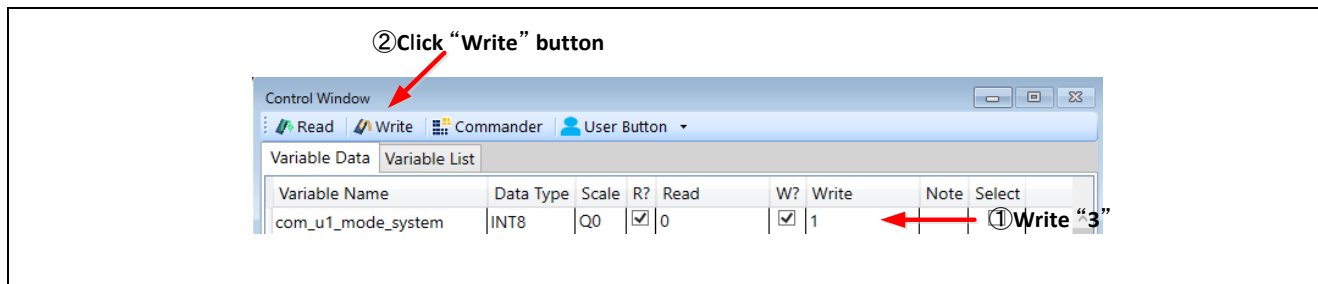 ②Click “Write” button
Control Window
Read Write Commander User Button
Variable Data Variable List
Variable Name Data Type Scale R? Read W? Write Note Select
com_u1_mode_system INT8 Q0 0 1 ①Write “3”